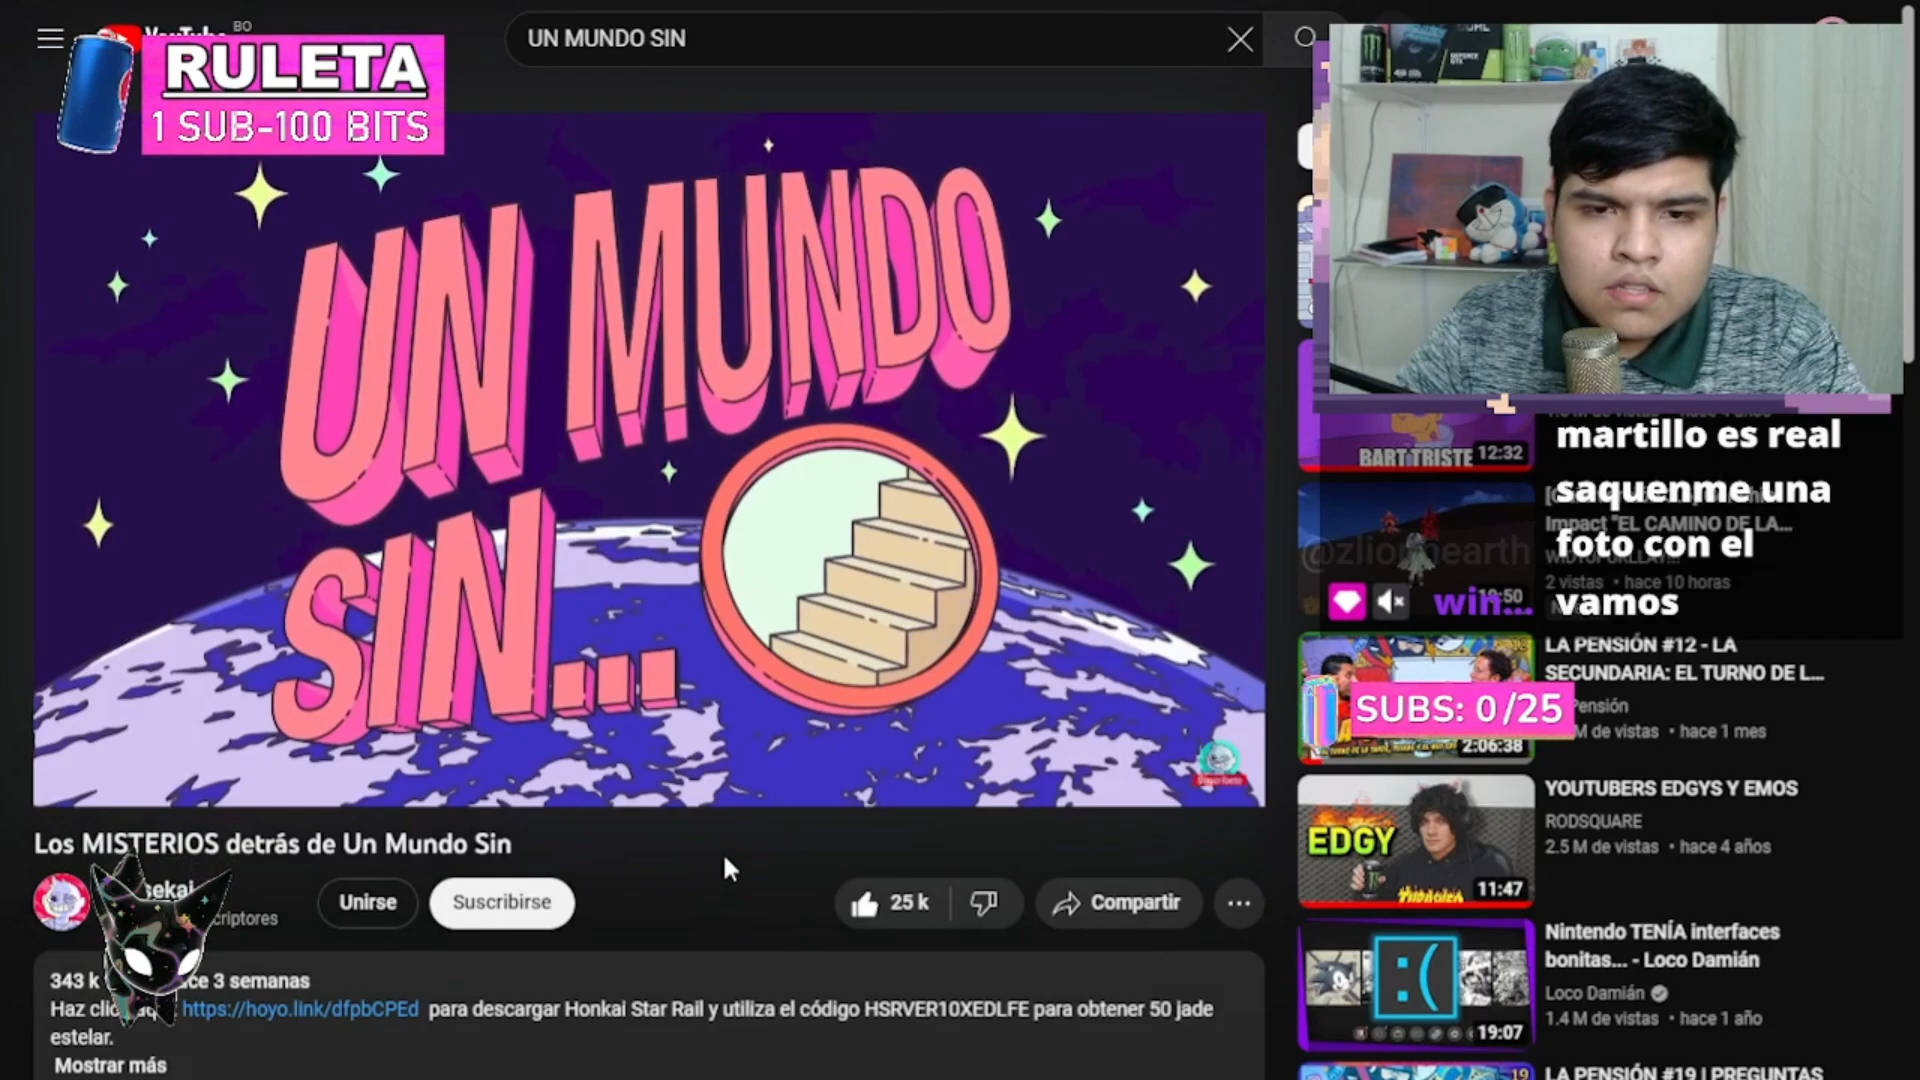 BO
UN MUNDO SIN
RULETA
1 SUB-100 BITS
UN MUNDO
SIN...
Los MISTERIOS detrás de Un Mundo Sin
Unirse
Suscribirse
25 k
Compartir
343 k
3 semanas
https://hoyo.link/dfpbCPEd para descargar Honkai Star Rail y utiliza el código HSRVER10XEDLFE para obtener 50 jade
estelar.
Mostrar más
BART TRISTE
12:32
martillo es real
saquenme una
foto con el
vamos
win...
Impact "EL CAMINO DE LA...
2 vistas • hace 10 horas
LA PENSIÓN #12 - LA
SECUNDARIA: EL TURNO DE L...
Pensión
M de vistas • hace 1 mes
2:06:38
SUBS: 0/25
YOUTUBERS EDGYS Y EMOS
RODSQUARE
2.5 M de vistas • hace 4 años
EDGY
THRASHER
11:47
Nintendo TENÍA interfaces
bonitas... - Loco Damián
Loco Damián
1.4 M de vistas • hace 1 año
:(
19:07
LA PENSIÓN #19 | PREGUNTAS